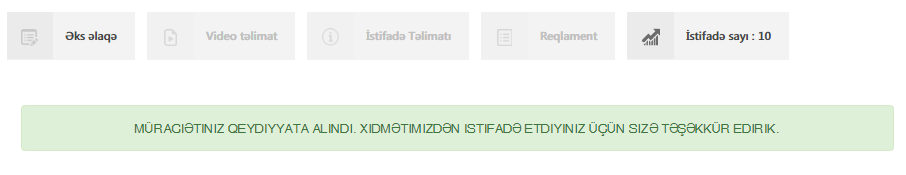 Əks əlaqə
Video təlimat
İstifadə Təlimatı
Reqlament
İstifadə sayı : 10
MÜRACIƏTINIZ QEYDIYYATA ALINDI. XIDMƏTIMIZDƏN ISTIFADƏ ETDIYINIZ ÜÇÜN SIZƏ TƏŞƏKKÜR EDIRIK.